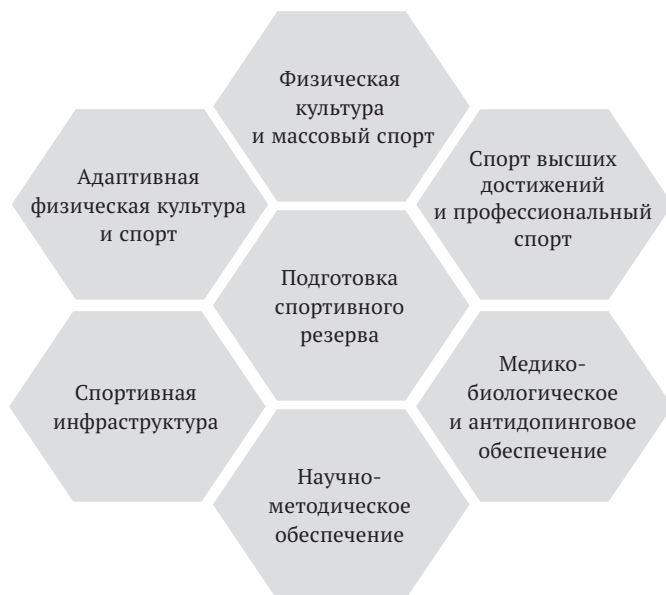 Физическая
культура
и массовый спорт
Адаптивная
физическая культура
и спорт
Спорт высших
достижений
и профессиональный
спорт
Подготовка
спортивного
резерва
Спортивная
инфраструктура
Медико-
биологическое
и антидопинговое
обеспечение
Научно-
методическое
обеспечение